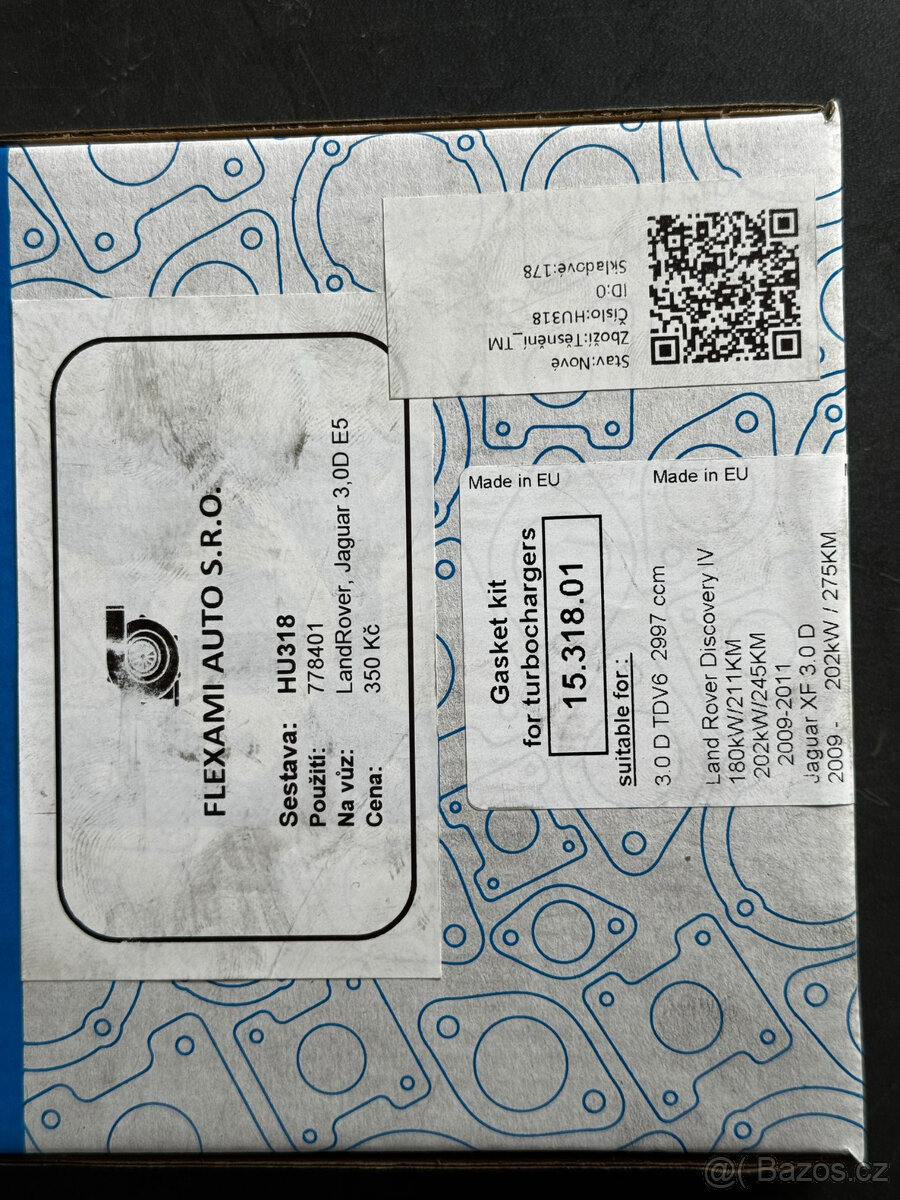 FLEXAMI AUTO S.R.O.
Sestava: HU318
Použití: 778401
Na vůz: LandRover, Jaguar 3,0D E5
Cena: 350 Kč
Stav:Nové
Zboží:Těsnění_TM
Číslo:HU318
ID:0
Skladové:178
Made in EU
Made in EU
Gasket kit
for turbochargers
15.318.01
suitable for :
3.0 D TDV6 2997 ccm
Land Rover Discovery IV
180kW/211KM
202kW/245KM
2009-2011
Jaguar XF 3.0 D
2009- 202kW / 275KM
@( Bazos.cz